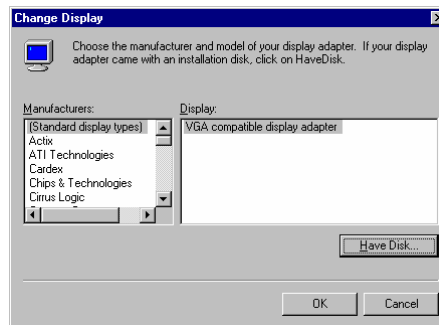 Change Display
Choose the manufacturer and model of your display adapter. If your display
adapter came with an installation disk, click on HaveDisk.
Manufacturers:
(Standard display types)
Actix
ATI Technologies
Cardex
Chips & Technologies
Cirrus Logic
Display:
VGA compatible display adapter
Have Disk...
OK
Cancel